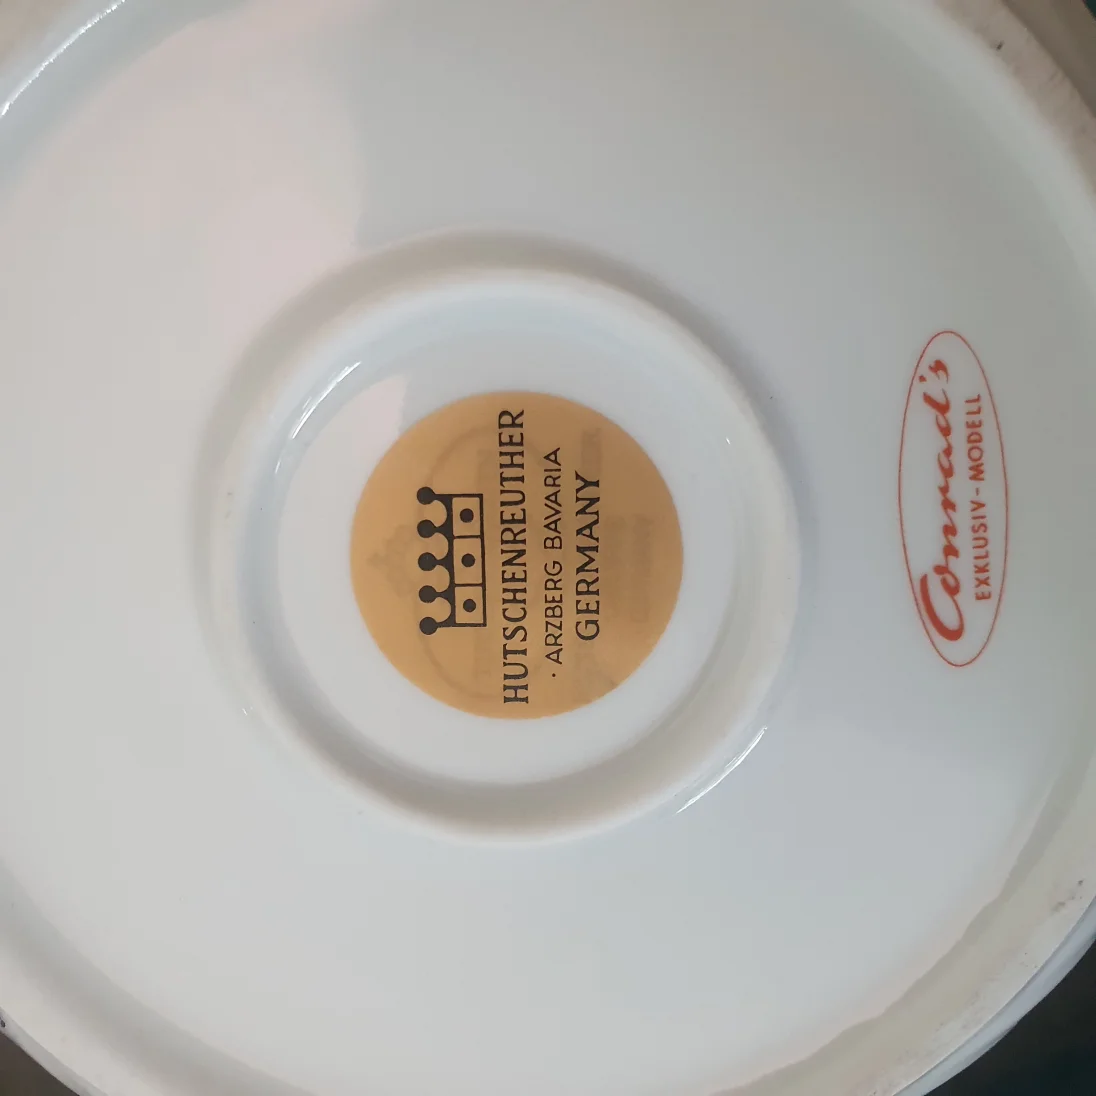 HUTSCHENREUTHER
· ARZBERG BAVARIA
GERMANY
Conrad's
EXKLUSIV-MODELL